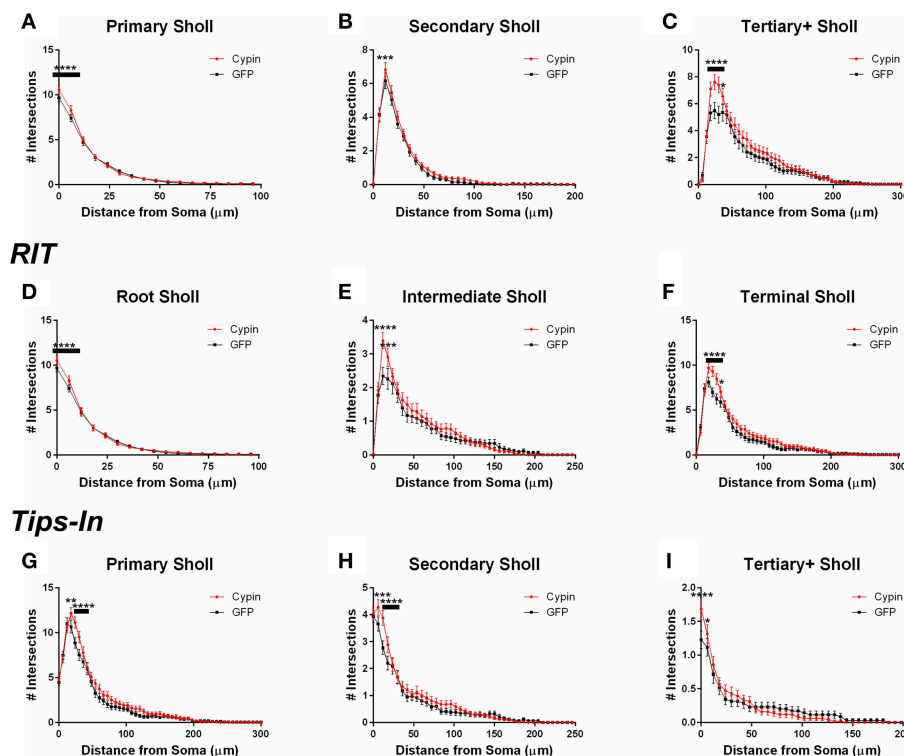 A Primary Sholl
****
Cypin
GFP
# Intersections
15
10
5
0
0 25 50 75 100
Distance from Soma (µm)
B Secondary Sholl
***
Cypin
GFP
# Intersections
8
6
4
2
0
0 50 100 150 200
Distance from Soma (µm)
C Tertiary+ Sholl
****
*
Cypin
GFP
# Intersections
10
8
6
4
2
0
0 100 200 300
Distance from Soma (µm)
RIT
D Root Sholl
****
Cypin
GFP
# Intersections
15
10
5
0
0 20 40 60 80 100
Distance from Soma (µm)
E Intermediate Sholl
****
***
Cypin
GFP
# Intersections
4
3
2
1
0
0 50 100 150 200 250
Distance from Soma (µm)
F Terminal Sholl
****
*
Cypin
GFP
# Intersections
15
10
5
0
0 100 200 300
Distance from Soma (µm)
Tips-In
G Primary Sholl
**
****
Cypin
GFP
# Intersections
15
10
5
0
0 100 200 300
Distance from Soma (µm)
H Secondary Sholl
***
****
Cypin
GFP
# Intersections
5
4
3
2
1
0
0 50 100 150 200 250
Distance from Soma (µm)
I Tertiary+ Sholl
****
*
Cypin
GFP
# Intersections
2.0
1.5
1.0
0.5
0.0
0 50 100 150 200
Distance from Soma (µm)